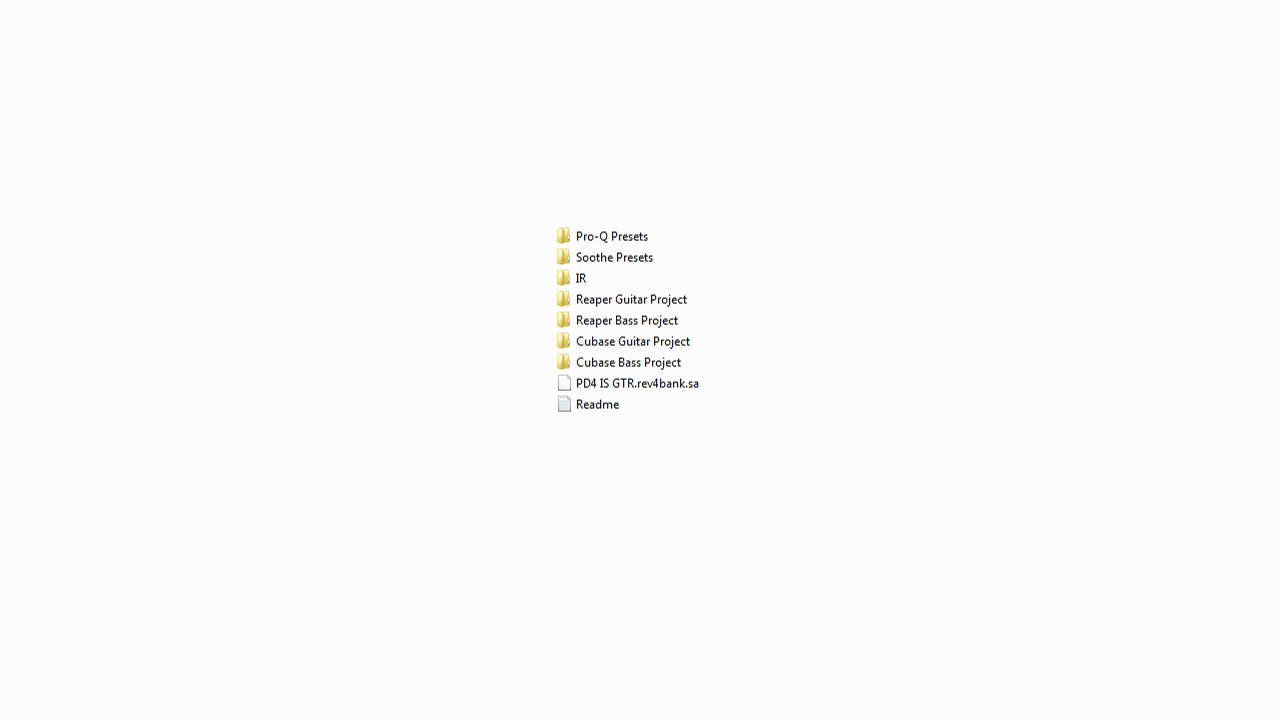 Pro-Q Presets
Soothe Presets
IR
Reaper Guitar Project
Reaper Bass Project
Cubase Guitar Project
Cubase Bass Project
PD4 IS GTR.rev4bank.sa
Readme